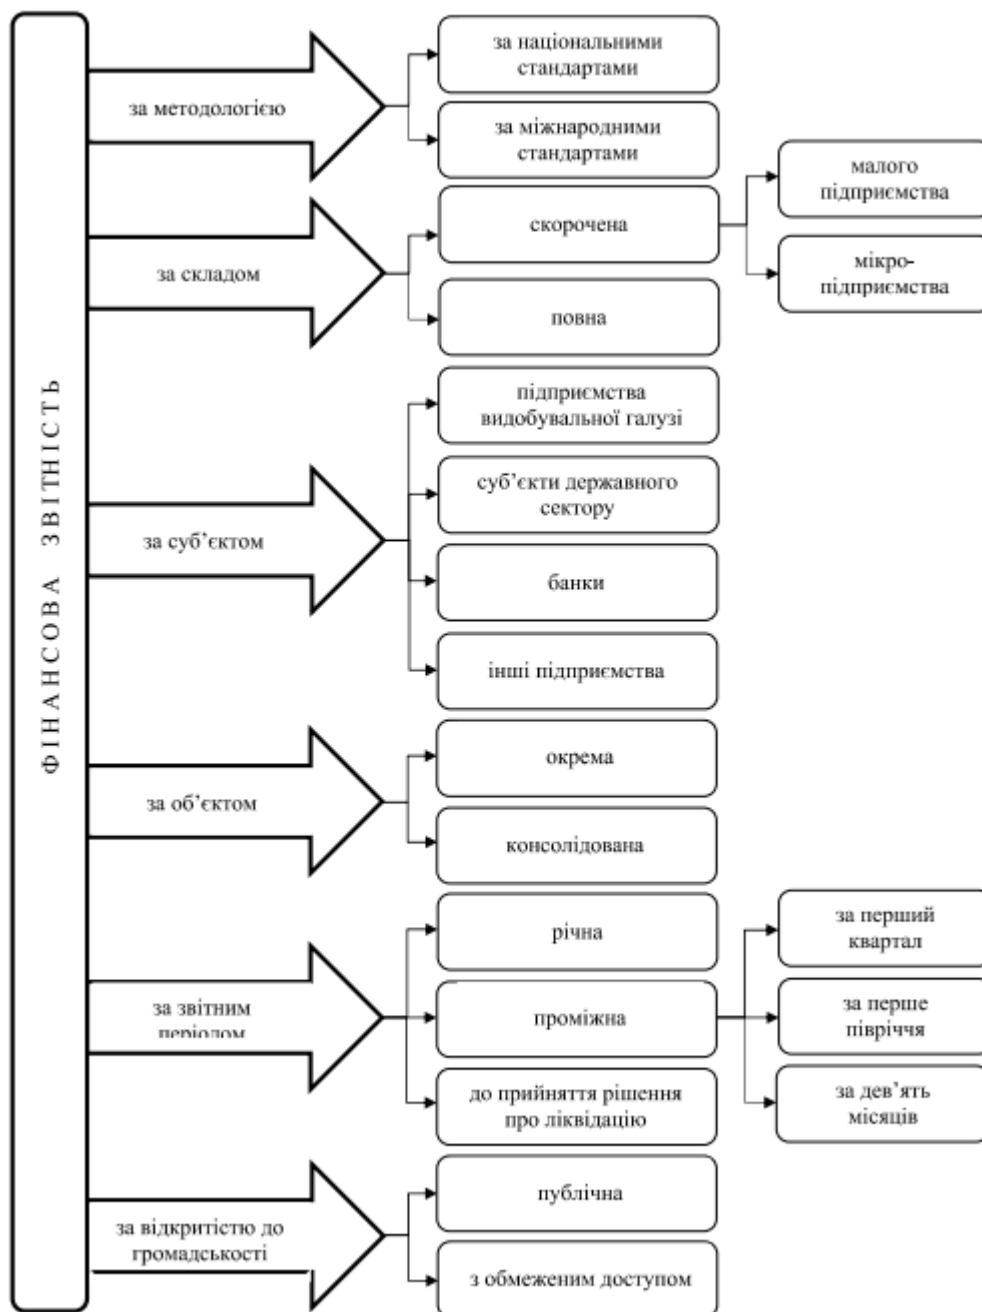 ФІНАНСОВА ЗВІТНІСТЬ
за методологією
за національними
стандартами
за міжнародними
стандартами
за складом
скорочена
малого
підприємства
мікро-
підприємства
повна
за суб’єктом
підприємства
видобувальної галузі
суб’єкти державного
сектору
банки
інші підприємства
за об’єктом
окрема
консолідована
за звітним
періодом
річна
проміжна
за перший
квартал
за перше
півріччя
за дев’ять
місяців
до прийняття рішення
про ліквідацію
за відкритістю до
громадськості
публічна
з обмеженим доступом